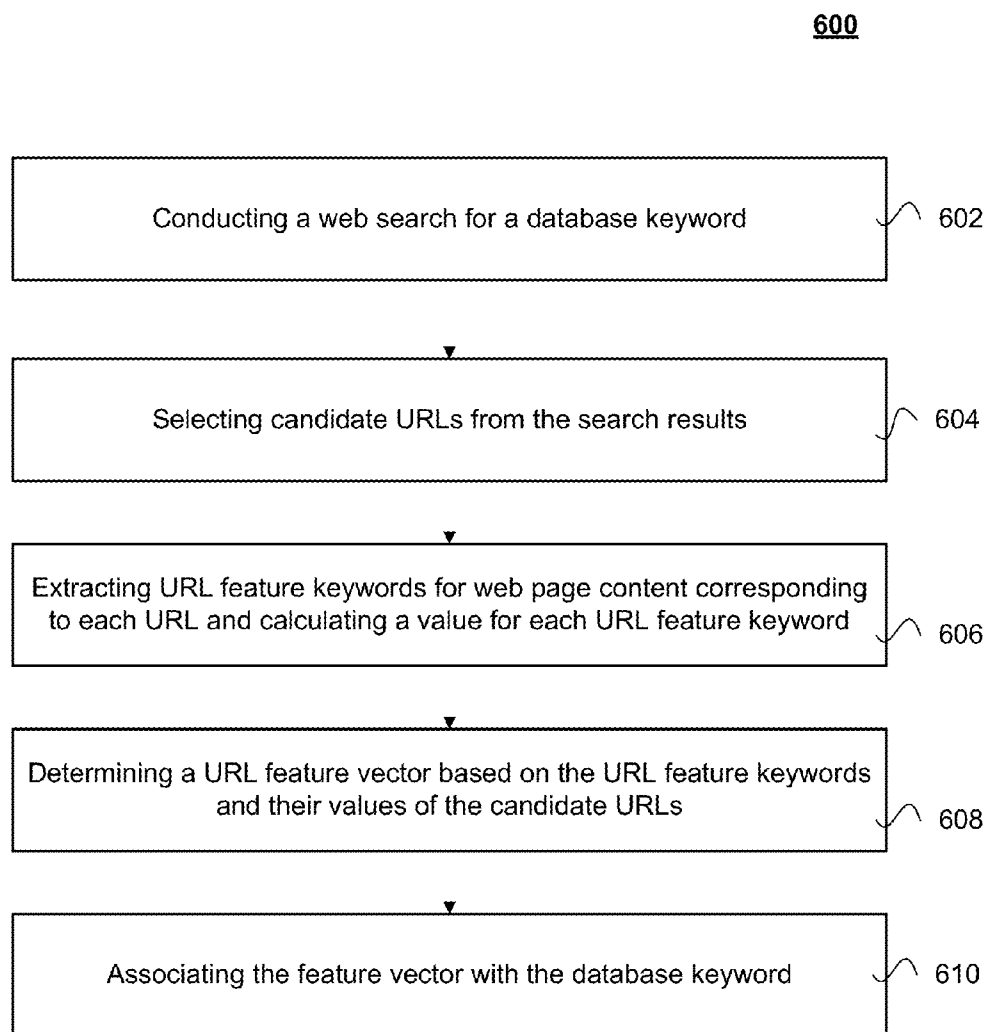 600
Conducting a web search for a database keyword
602
Selecting candidate URLs from the search results
604
Extracting URL feature keywords for web page content corresponding
to each URL and calculating a value for each URL feature keyword
606
Determining a URL feature vector based on the URL feature keywords
and their values of the candidate URLs
608
Associating the feature vector with the database keyword
610